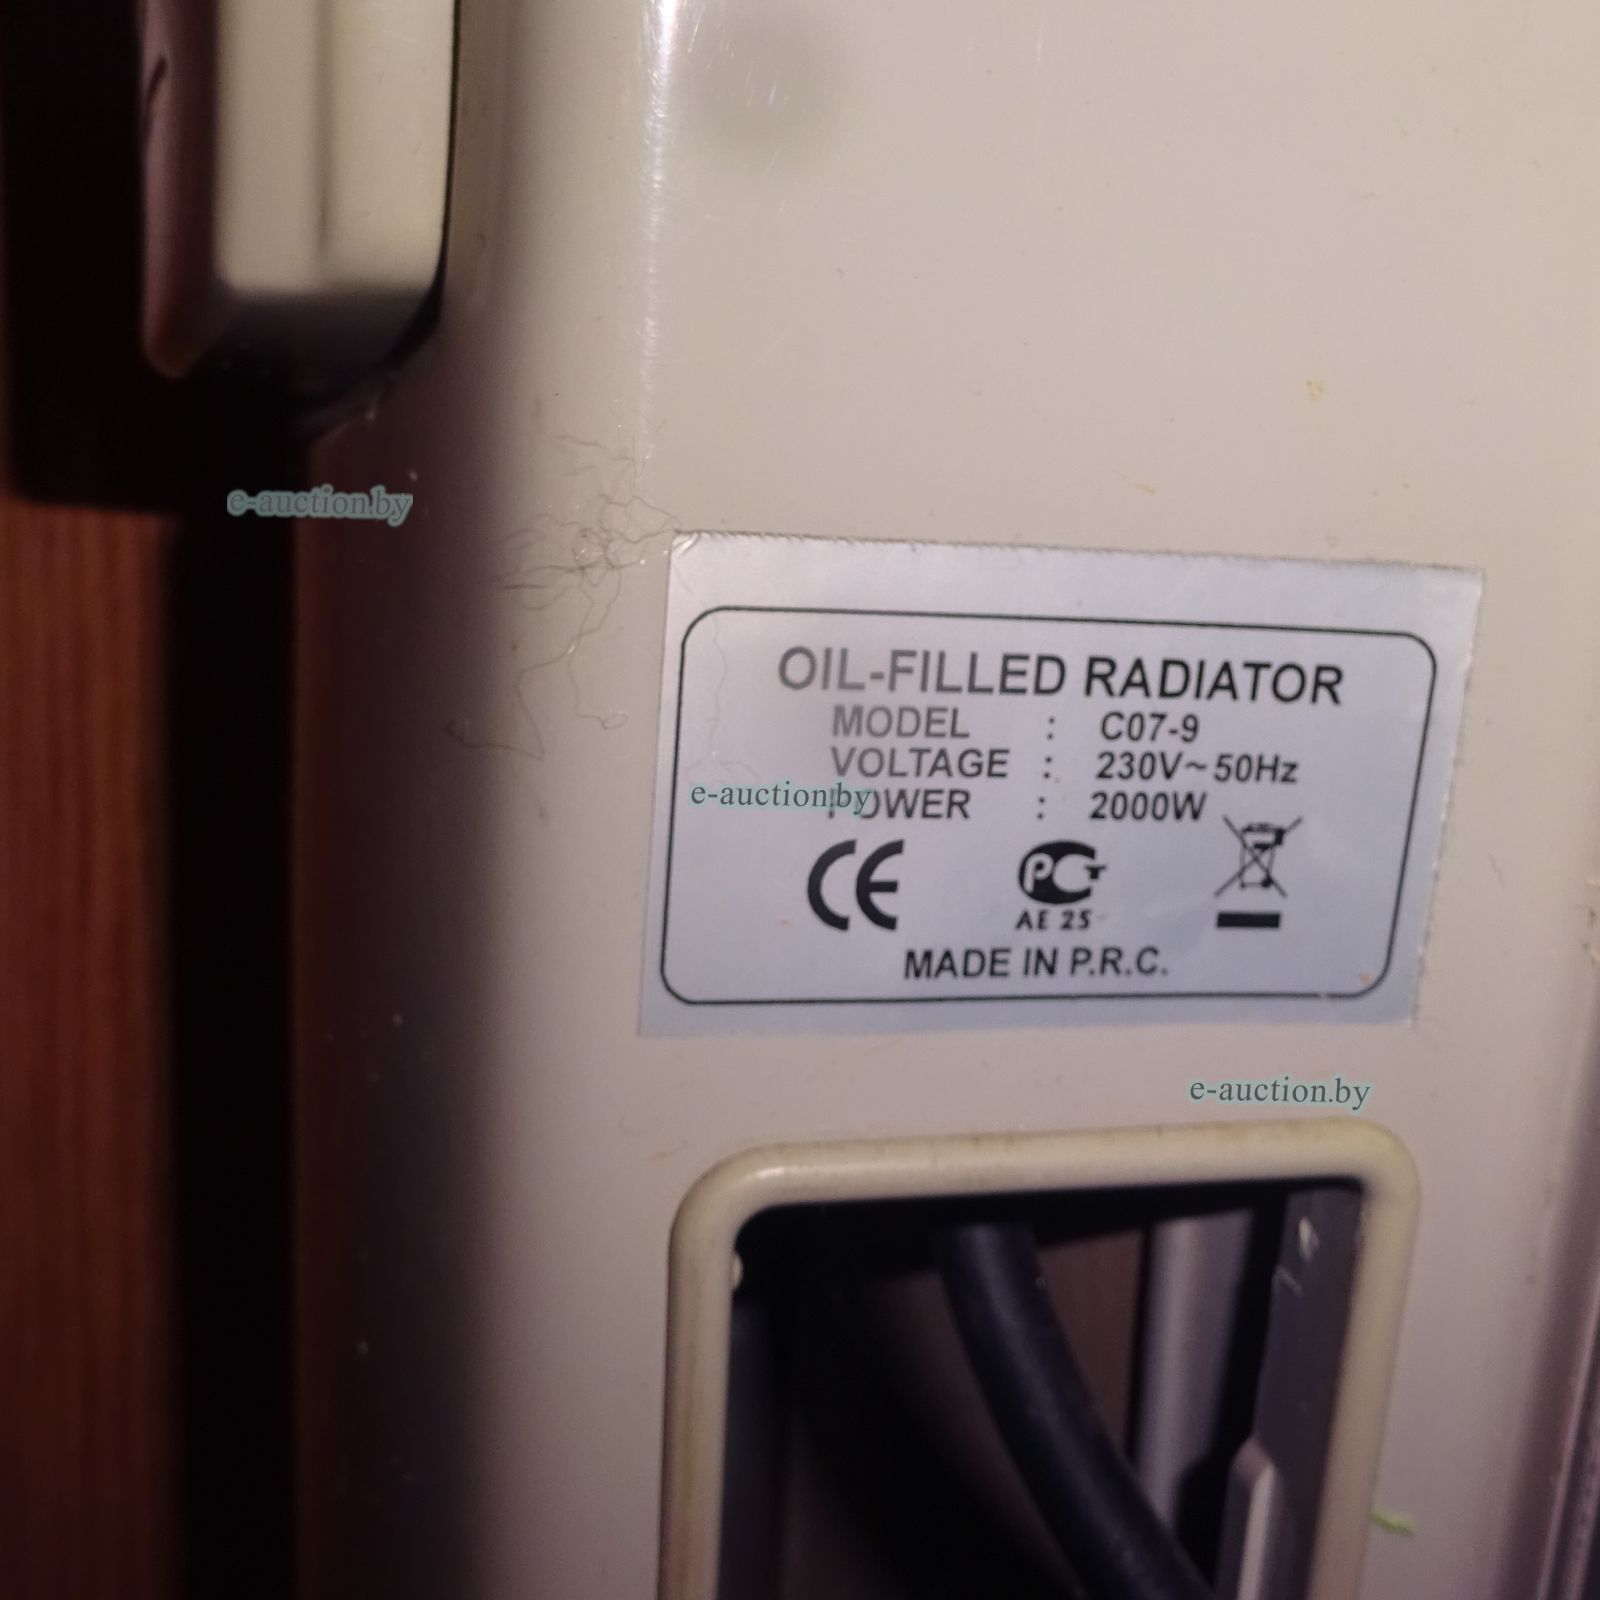 e-auction.by
OIL-FILLED RADIATOR
MODEL : C07-9
VOLTAGE : 230V~50Hz
e-auction.by
POWER : 2000W
CE PCT
AE 25
MADE IN P.R.C.
e-auction.by